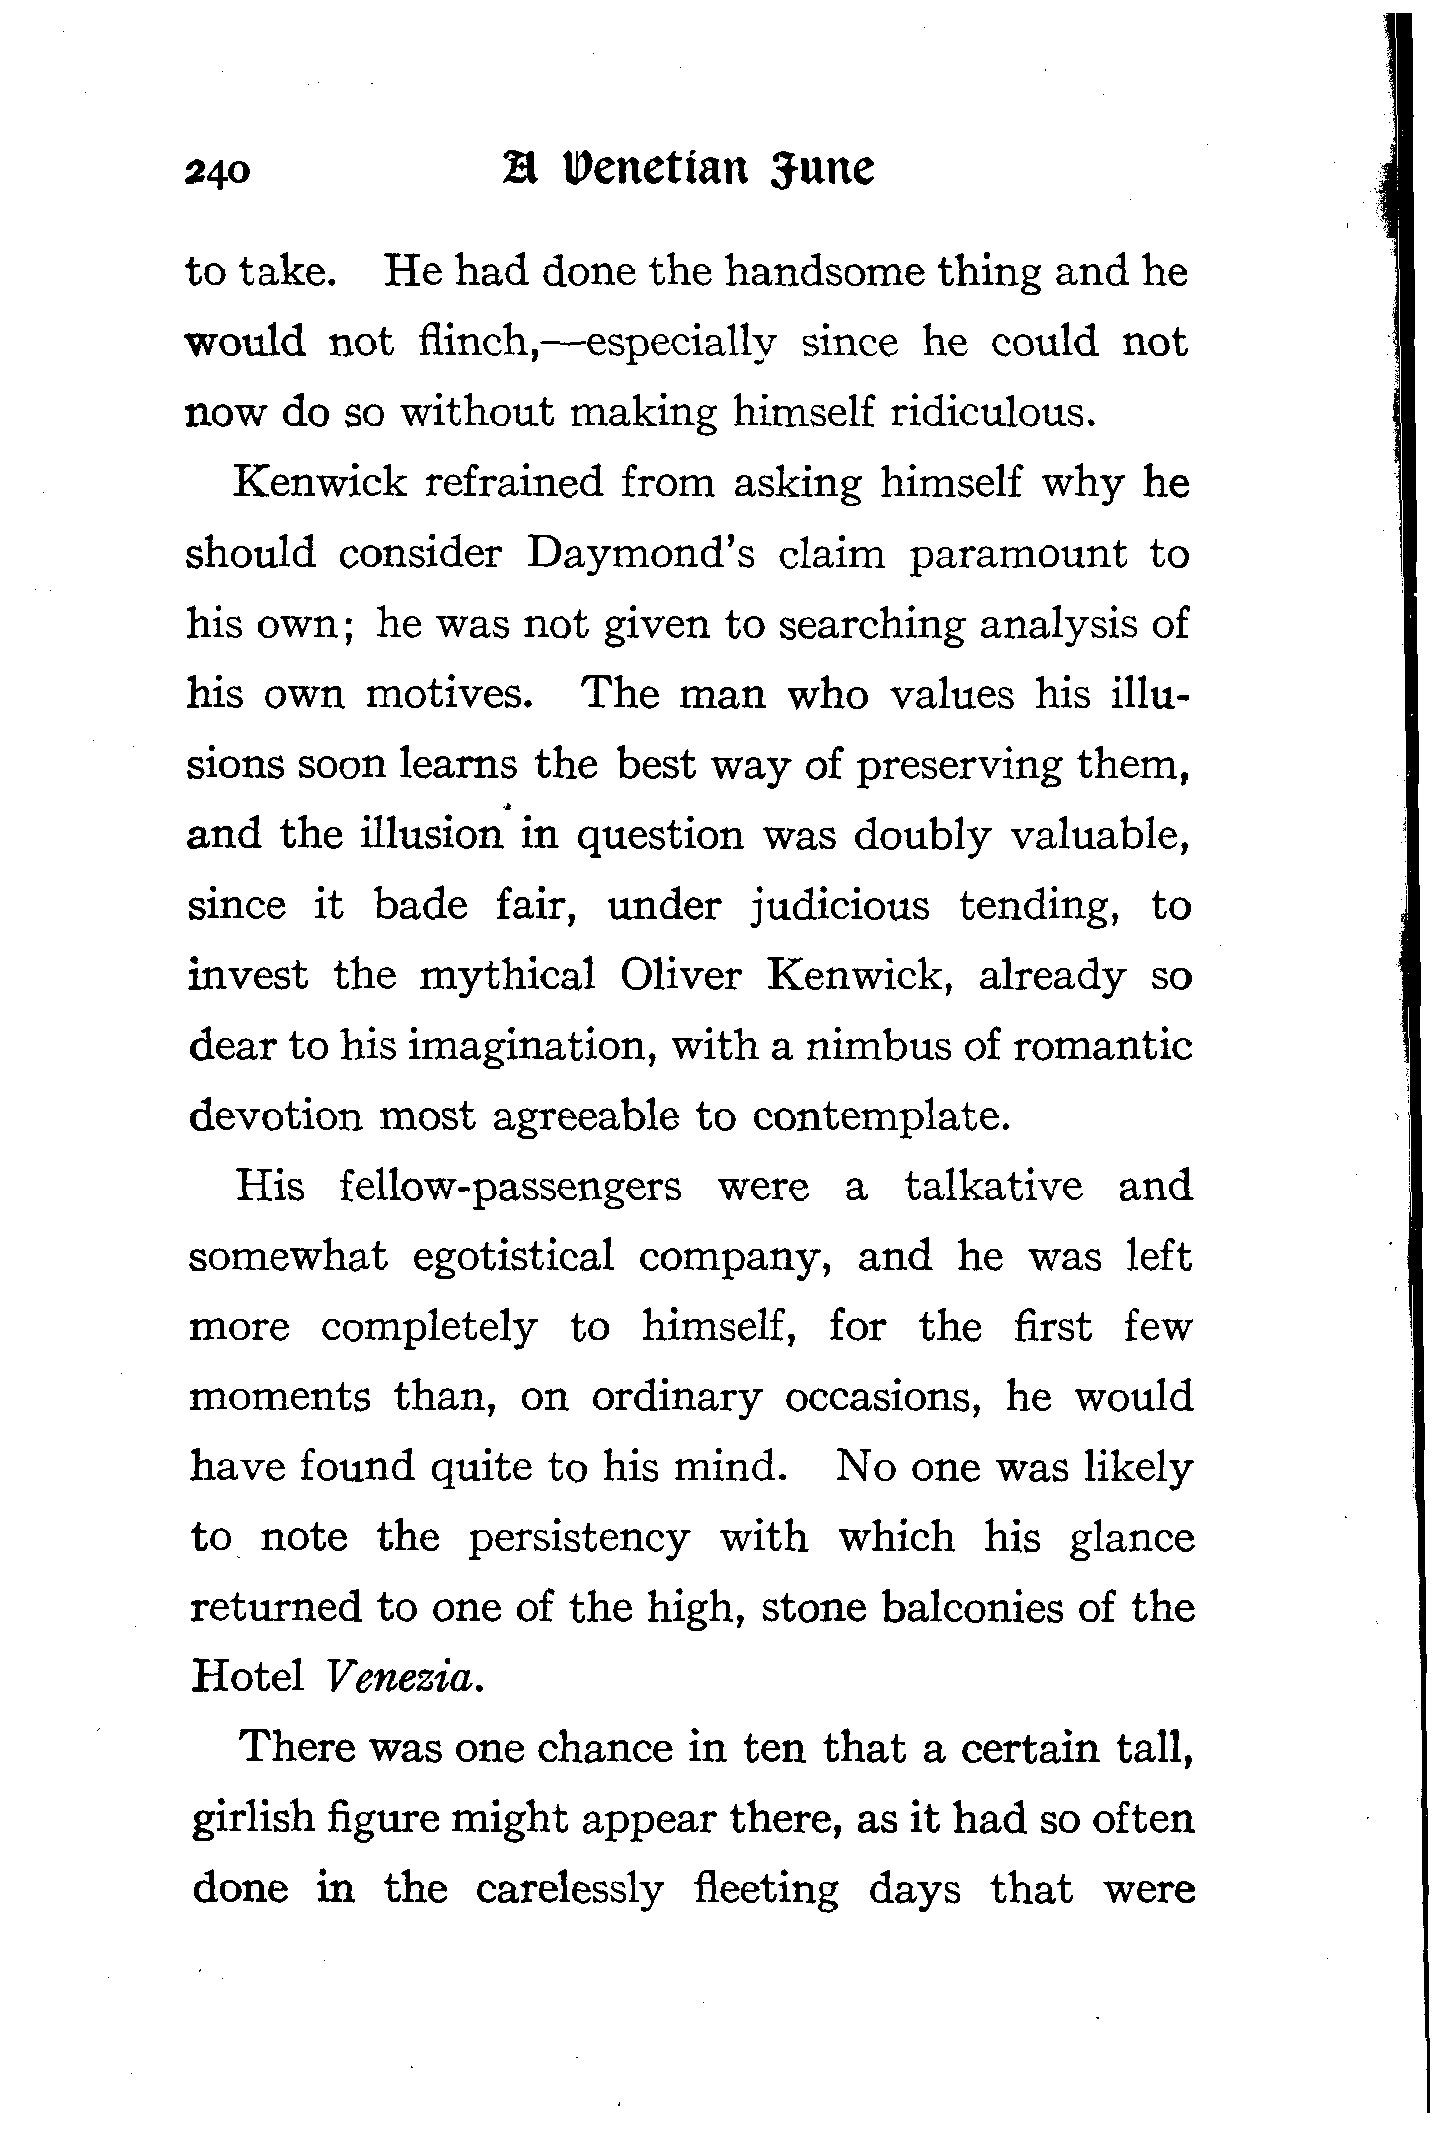 240 A Venetian June
to take. He had done the handsome thing and he
would not flinch,—especially since he could not
now do so without making himself ridiculous.
Kenwick refrained from asking himself why he
should consider Daymond's claim paramount to
his own; he was not given to searching analysis of
his own motives. The man who values his illu-
sions soon learns the best way of preserving them,
and the illusion in question was doubly valuable,
since it bade fair, under judicious tending, to
invest the mythical Oliver Kenwick, already so
dear to his imagination, with a nimbus of romantic
devotion most agreeable to contemplate.
His fellow-passengers were a talkative and
somewhat egotistical company, and he was left
more completely to himself, for the first few
moments than, on ordinary occasions, he would
have found quite to his mind. No one was likely
to note the persistency with which his glance
returned to one of the high, stone balconies of the
Hotel Venezia.
There was one chance in ten that a certain tall,
girlish figure might appear there, as it had so often
done in the carelessly fleeting days that were